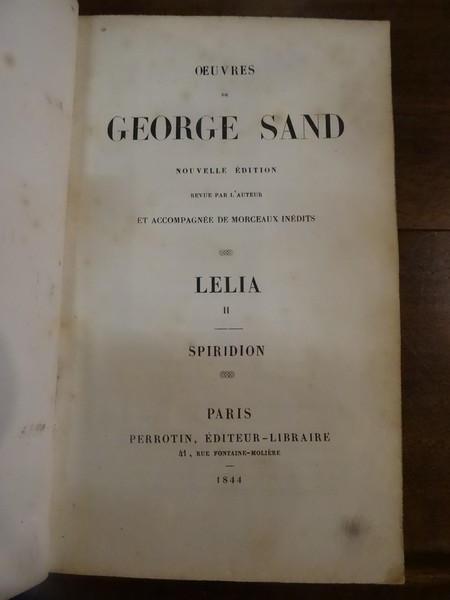 ŒUVRES
DE
GEORGE SAND
NOUVELLE ÉDITION
REVUE PAR L'AUTEUR
ET ACCOMPAGNÉE DE MORCEAUX INÉDITS
LELIA
II
SPIRIDION
PARIS
PERROTIN, ÉDITEUR-LIBRAIRE
41, RUE FONTAINE-MOLIÈRE
1844